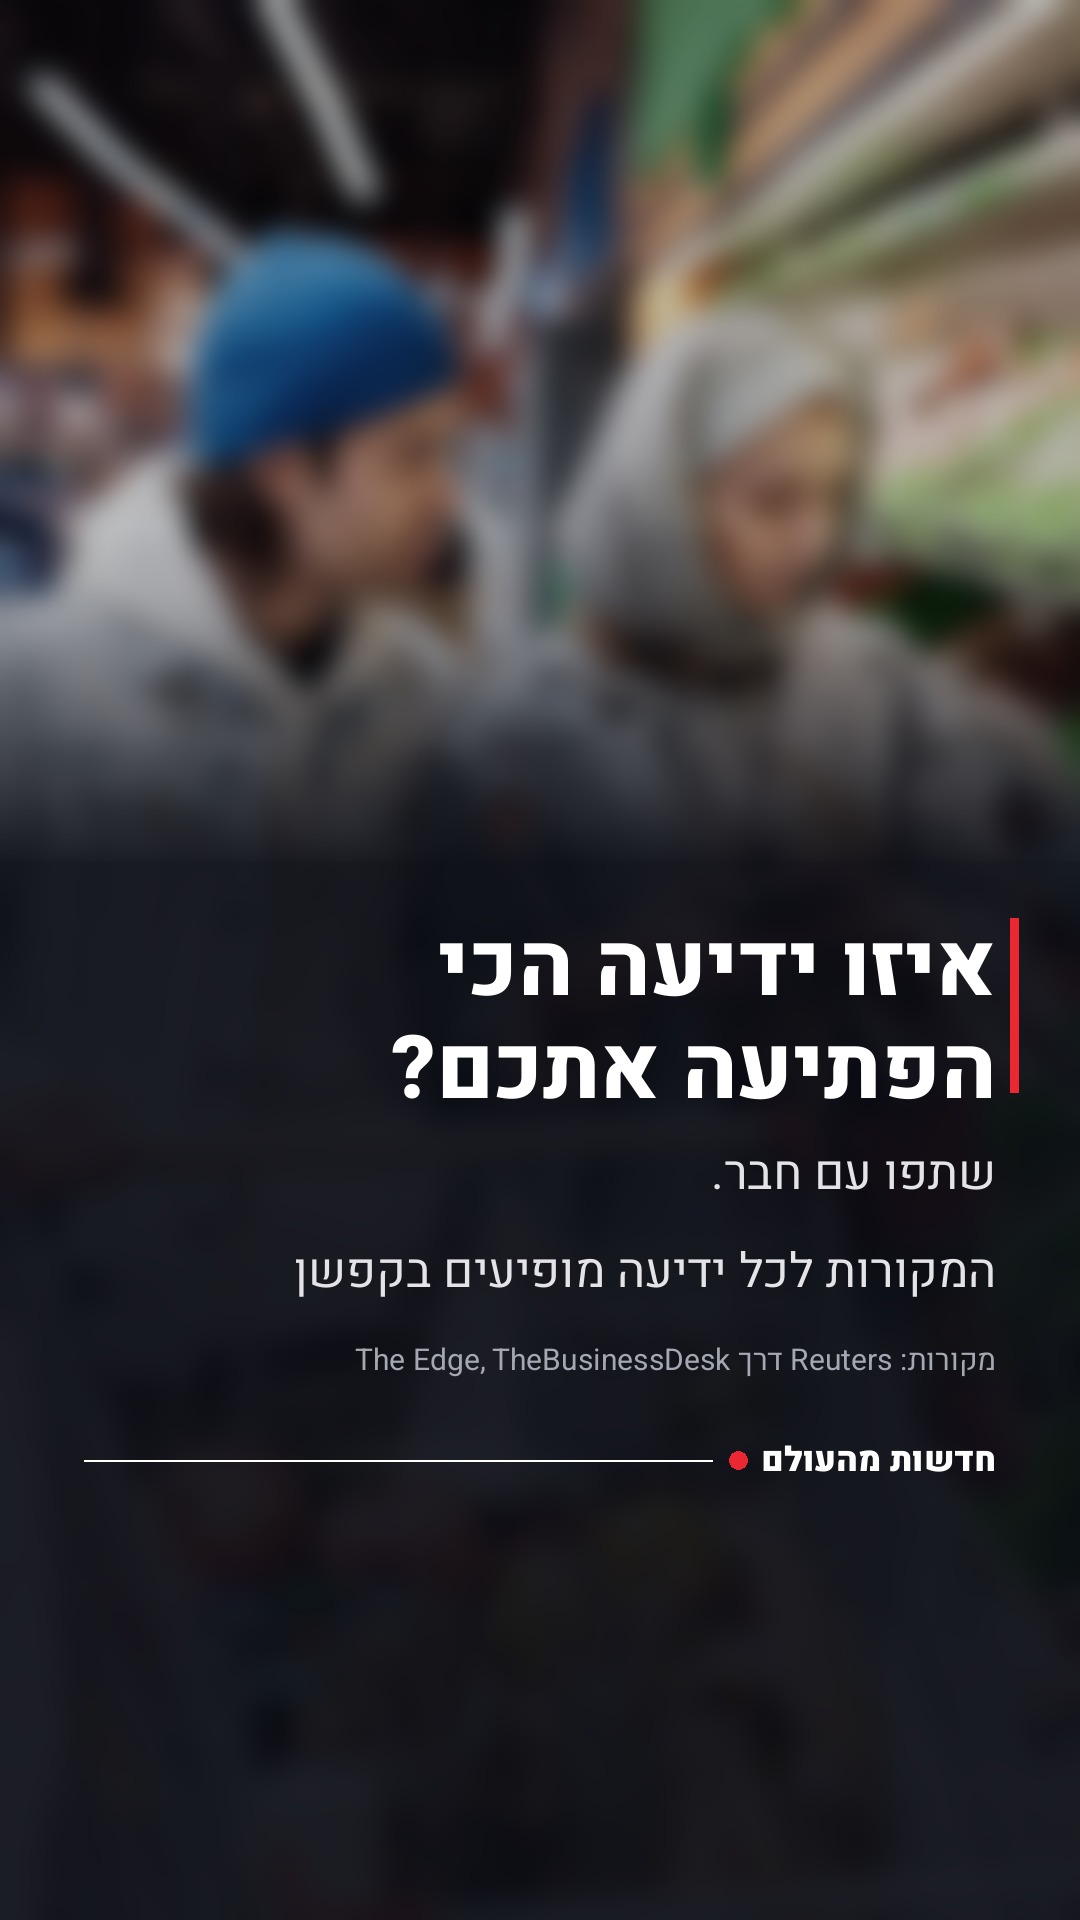 איזו ידיעה הכי
הפתיעה אתכם?
שתפו עם חבר.
המקורות לכל ידיעה מופיעים בקפשן
מקורות: Reuters דרך The Edge, TheBusinessDesk
חדשות מהעולם